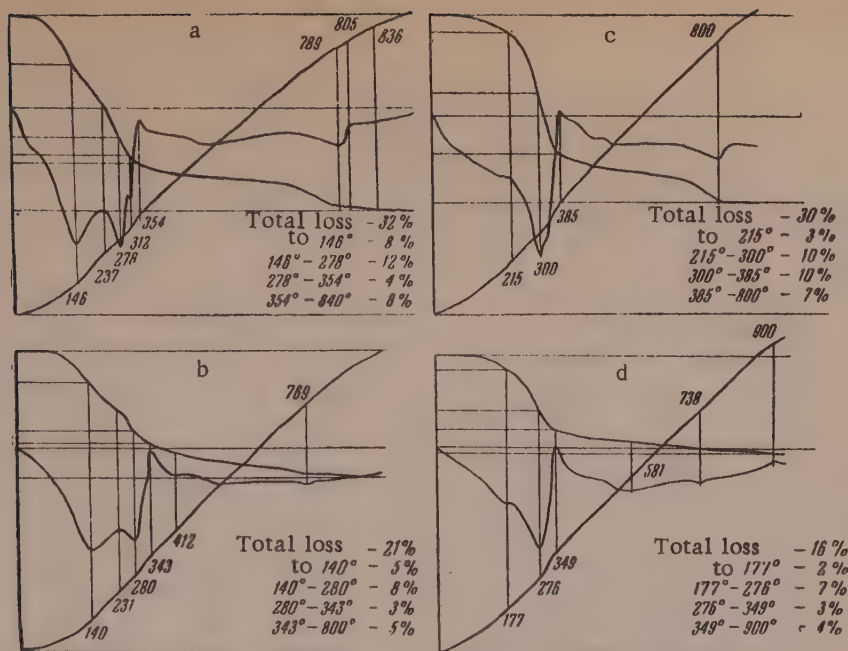 a
805
789
836
354
312
278
237
146
Total loss - 32%
to 146° - 8%
146° - 278° - 12%
278° - 354° - 4%
354° - 840° - 8%
c
800
385
300
215
Total loss - 30%
to 215° - 3%
215° - 300° - 10%
300° - 385° - 10%
385° - 800° - 7%
b
769
412
343
280
231
140
Total loss - 21%
to 140° - 5%
140° - 280° - 8%
280° - 343° - 3%
343° - 800° - 5%
d
900
738
581
349
276
177
Total loss - 16%
to 177° - 2%
177° - 276° - 7%
276° - 349° - 3%
349° - 900° - 4%